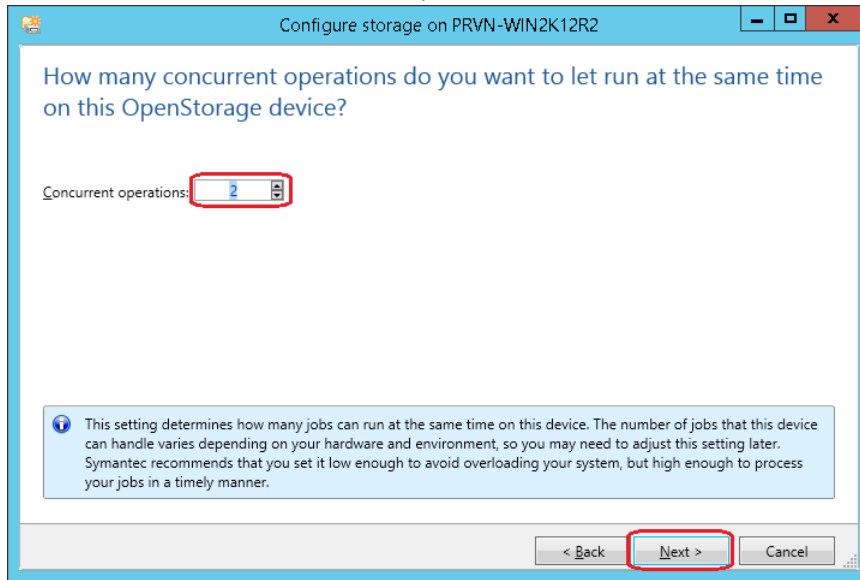 Configure storage on PRVN-WIN2K12R2
How many concurrent operations do you want to let run at the same time
on this OpenStorage device?
Concurrent operations: 2
This setting determines how many jobs can run at the same time on this device. The number of jobs that this device
can handle varies depending on your hardware and environment, so you may need to adjust this setting later.
Symantec recommends that you set it low enough to avoid overloading your system, but high enough to process
your jobs in a timely manner.
< Back Next > Cancel